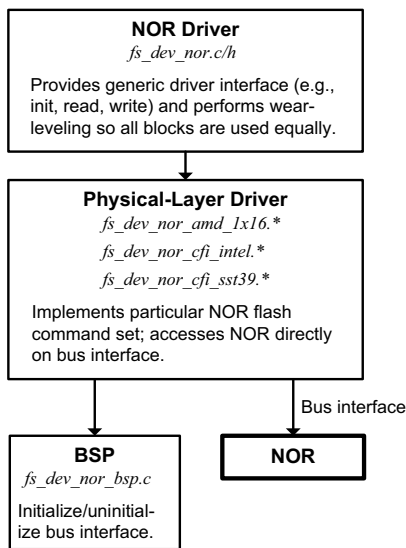 NOR Driver
fs_dev_nor.c/h
Provides generic driver interface (e.g.,
init, read, write) and performs wear-
leveling so all blocks are used equally.
Physical-Layer Driver
fs_dev_nor_amd_1x16.*
fs_dev_nor_cfi_intel.*
fs_dev_nor_cfi_sst39.*
Implements particular NOR flash
command set; accesses NOR directly
on bus interface.
Bus interface
BSP
fs_dev_nor_bsp.c
Initialize/uninitial-
ize bus interface.
NOR